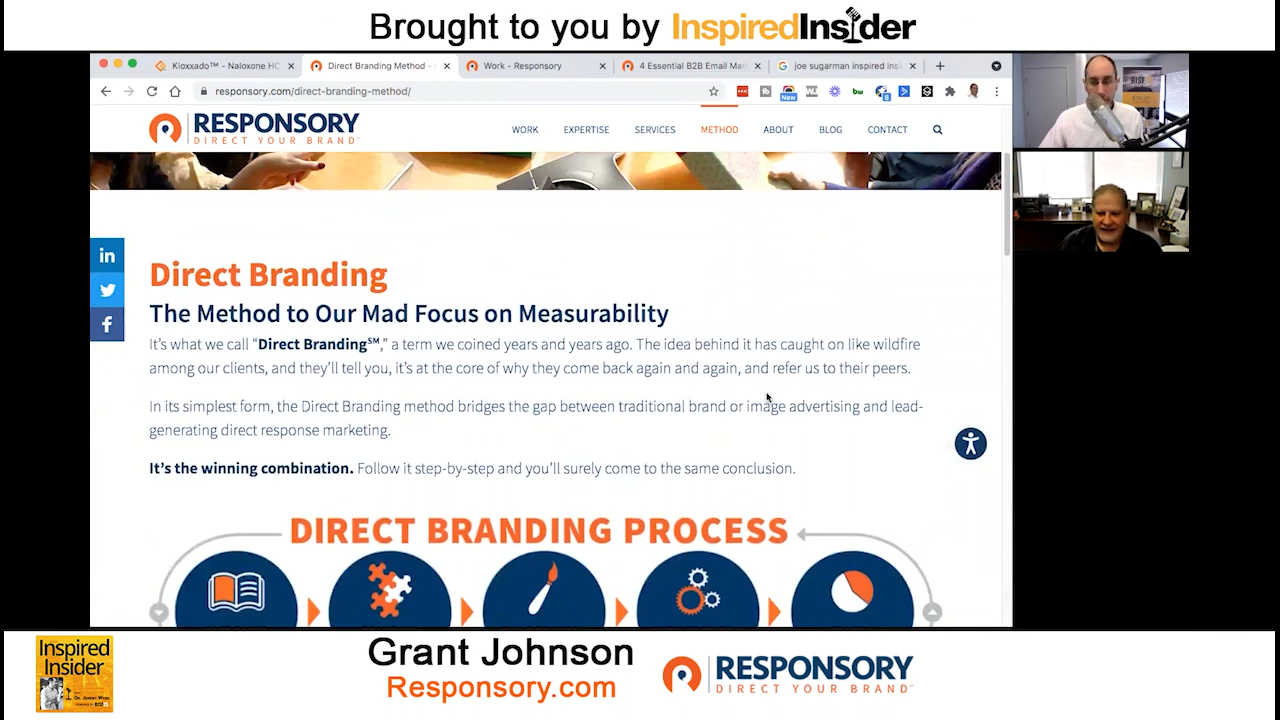 Brought to you by InspiredInsider
Kloxxado™ – Naloxone HC
Direct Branding Method -
Work - Responsory
4 Essential B2B Email Mar
joe sugarman inspired insi
responsory.com/direct-branding-method/
New
RESPONSORY
DIRECT YOUR BRAND™
WORK
EXPERTISE
SERVICES
METHOD
ABOUT
BLOG
CONTACT
RISE
Direct Branding
The Method to Our Mad Focus on Measurability
It's what we call “Direct Branding℠,” a term we coined years and years ago. The idea behind it has caught on like wildfire
among our clients, and they'll tell you, it's at the core of why they come back again and again, and refer us to their peers.
In its simplest form, the Direct Branding method bridges the gap between traditional brand or image advertising and lead-
generating direct response marketing.
It's the winning combination. Follow it step-by-step and you'll surely come to the same conclusion.
DIRECT BRANDING PROCESS
Inspired
Insider
Grant Johnson
Responsory.com
RESPONSORY
DIRECT YOUR BRAND™